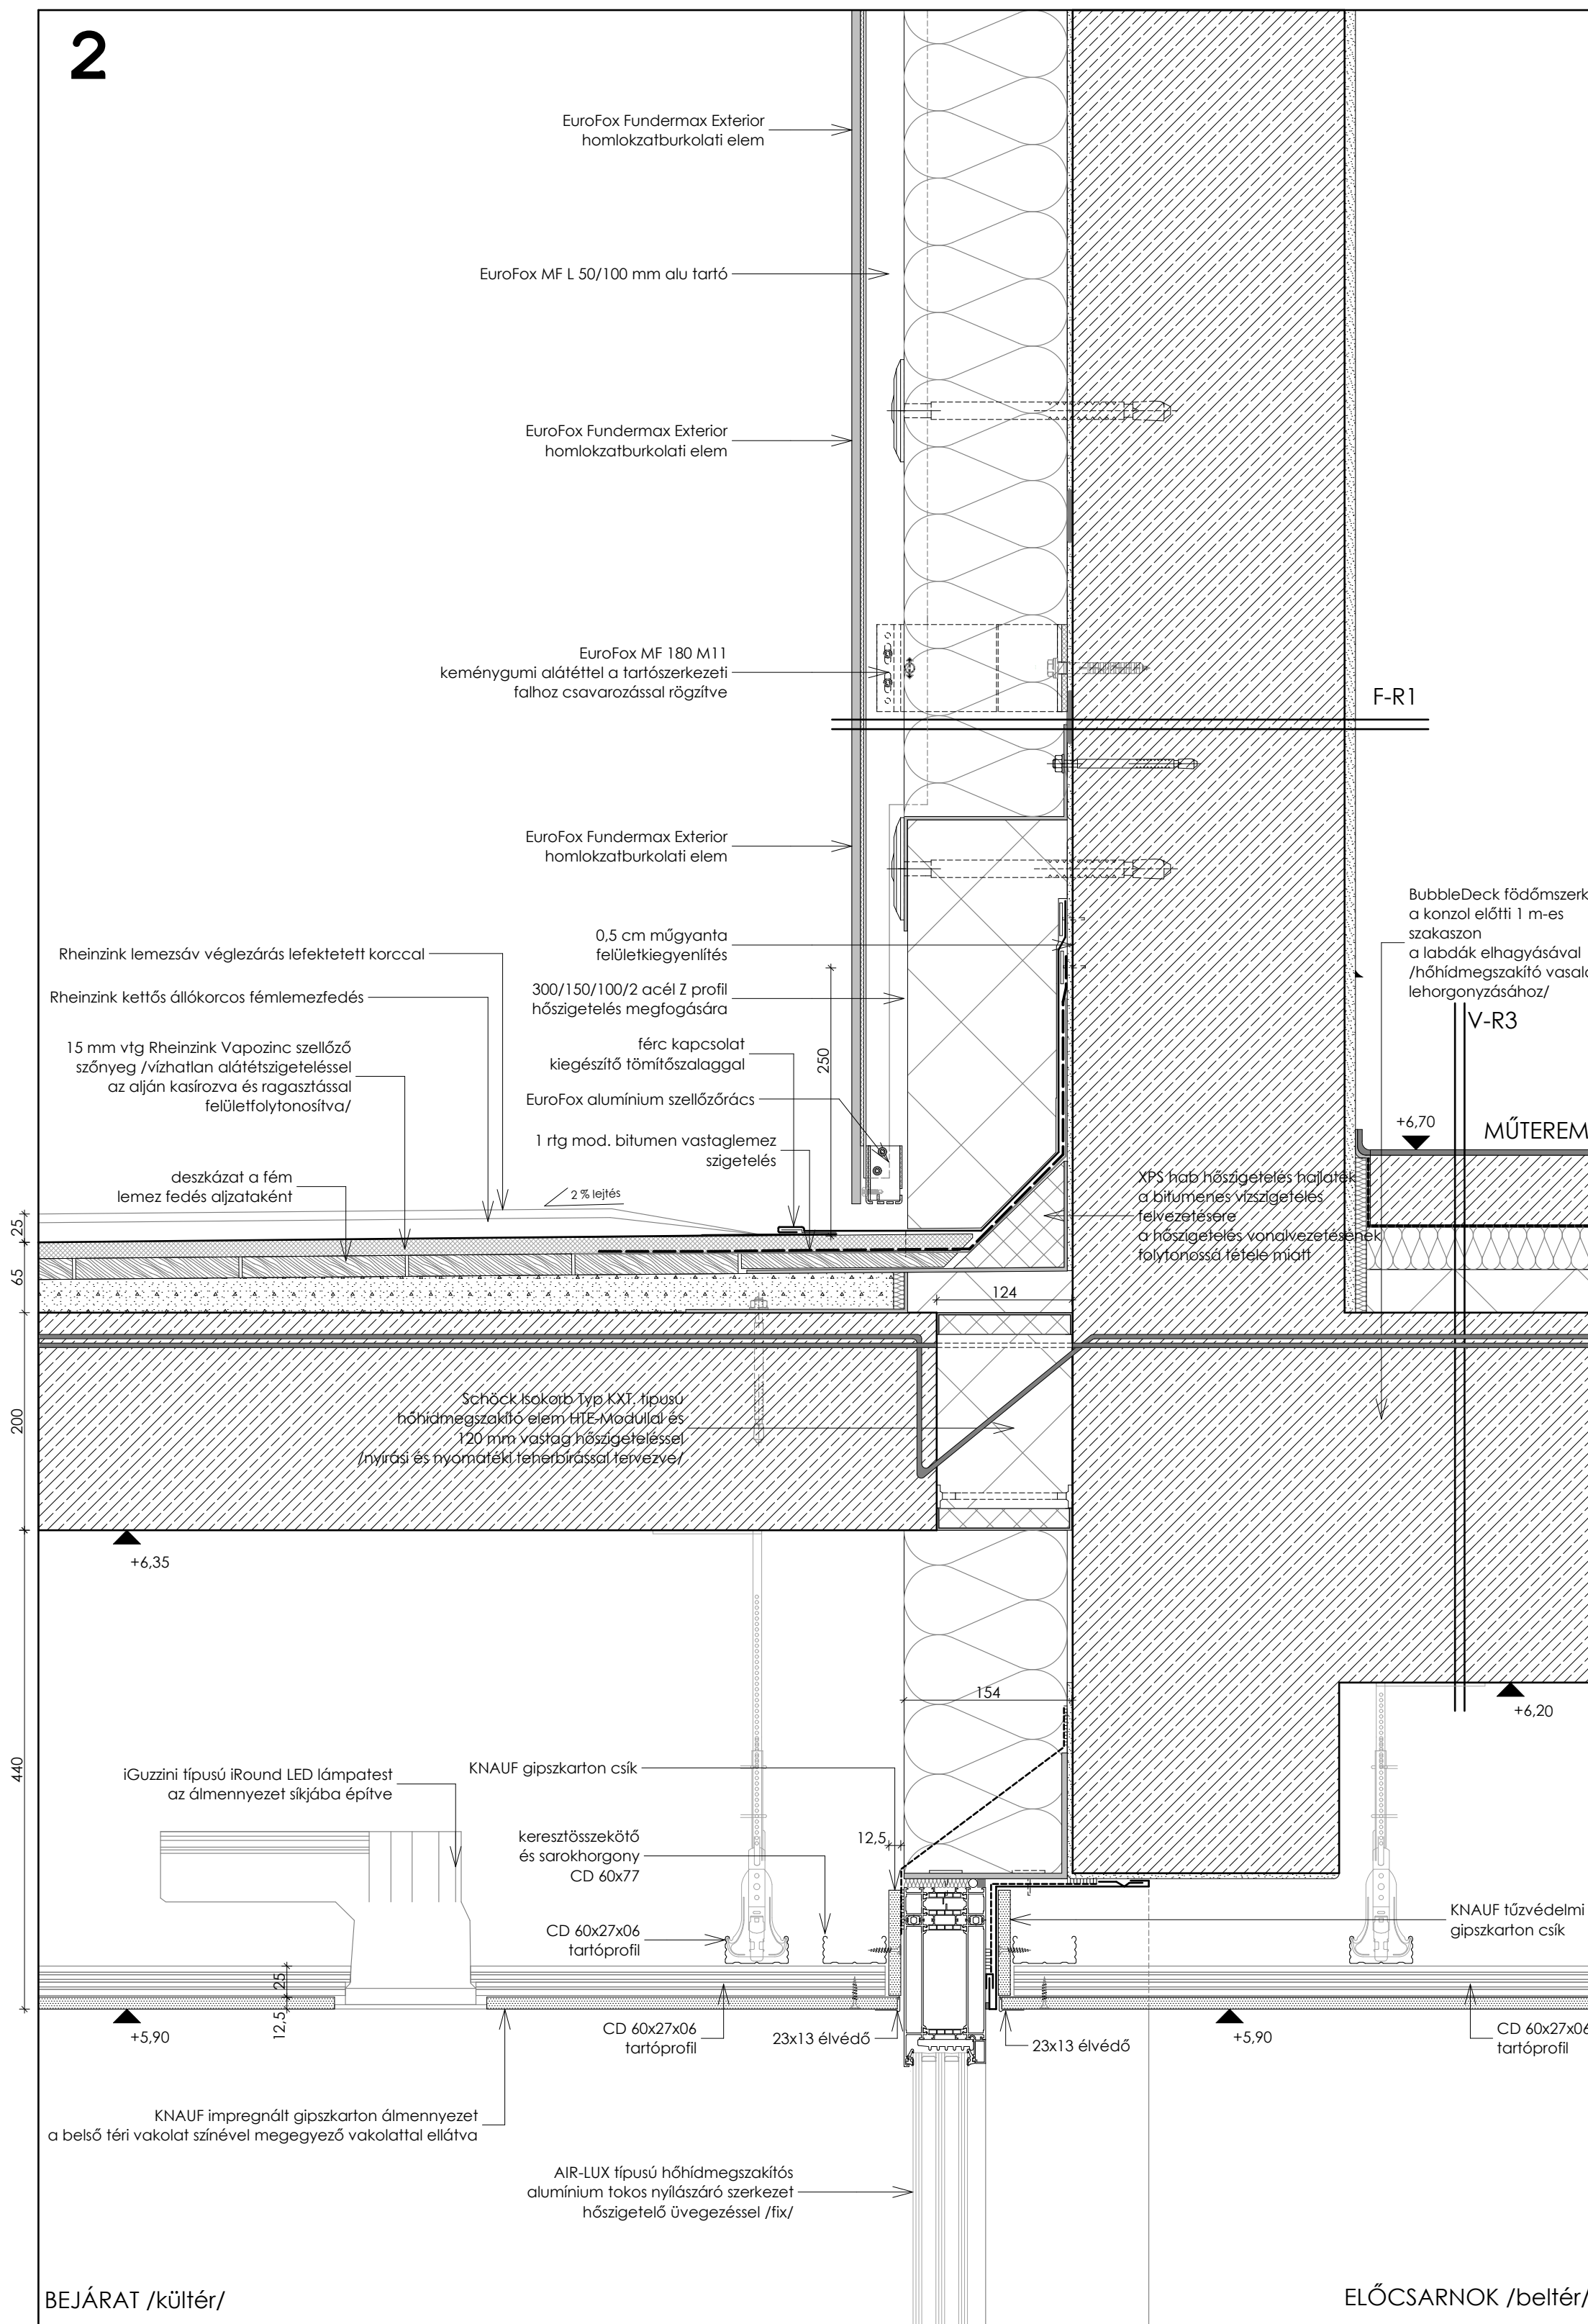 2
EuroFox Fundermax Exterior
homlokzatburkolati elem
EuroFox MF L 50/100 mm alu tartó
EuroFox Fundermax Exterior
homlokzatburkolati elem
EuroFox MF 180 M11
keménygumi alátéttel a tartószerkezeti
falhoz csavarozással rögzítve
F-R1
EuroFox Fundermax Exterior
homlokzatburkolati elem
BubbleDeck födőmszerk
a konzol előtti 1 m-es
szakaszon
a labdák elhagyásával
/hőhídmegszakító vasal
lehorgonyzásához/
V-R3
0,5 cm műgyanta
felületkiegyenlítés
Rheinzink lemezsáv véglezárás lefektetett korccal
300/150/100/2 acél Z profil
hőszigetelés megfogására
Rheinzink kettős állókorcos fémlemezfedés
15 mm vtg Rheinzink Vapozinc szellőző
szőnyeg /vízhatlan alátétszigeteléssel
az alján kasírozva és ragasztással
felületfolytonosítva/
férc kapcsolat
kiegészítő tömítőszalaggal
250
EuroFox alumínium szellőzőrács
1 rtg mod. bitumen vastaglemez
szigetelés
+6,70
MŰTEREM
deszkázat a fém
lemez fedés aljzataként
2 % lejtés
XPS hab hőszigetelés hajlaték
a bitumenes vízszigetelés
felvezetésére
a hőszigetelés vonalvezetésének
folytonossá tétele miatt
25
65
124
200
Schöck Isokorb Typ KXT. típusú
hőhídmegszakító elem HTE-Modullal és
120 mm vastag hőszigeteléssel
/nyírási és nyomatéki teherbírással tervezve/
+6,35
154
+6,20
440
iGuzzini típusú iRound LED lámpatest
az álmennyezet síkjába építve
KNAUF gipszkarton csík
12,5
keresztösszekötő
és sarokhorgony
CD 60x77
CD 60x27x06
tartóprofil
KNAUF tűzvédelmi
gipszkarton csík
25
12,5
+5,90
CD 60x27x06
tartóprofil
23x13 élvédő
23x13 élvédő
+5,90
CD 60x27x06
tartóprofil
KNAUF impregnált gipszkarton álmennyezet
a belső téri vakolat színével megegyező vakolattal ellátva
AIR-LUX típusú hőhídmegszakítós
alumínium tokos nyílászáró szerkezet
hőszigetelő üvegezéssel /fix/
BEJÁRAT /kültér/
ELŐCSARNOK /beltér/